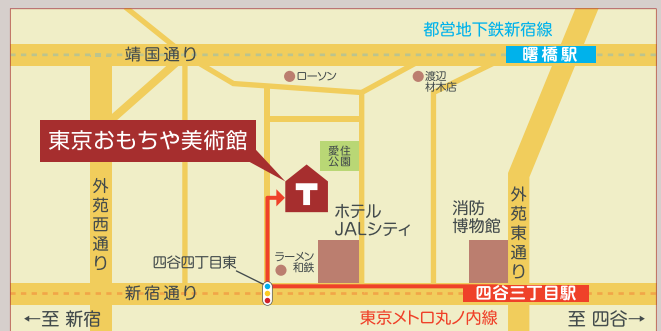 都営地下鉄新宿線
靖国通り
曙橋駅
ローソン
渡辺
材木店
東京おもちゃ美術館
愛住
公園
T
外苑西通り
ホテル
JALシティ
消防
博物館
外苑東通り
ラーメン
和鉄
四谷四丁目東
新宿通り
四谷三丁目駅
←至 新宿
東京メトロ丸ノ内線
至 四谷→